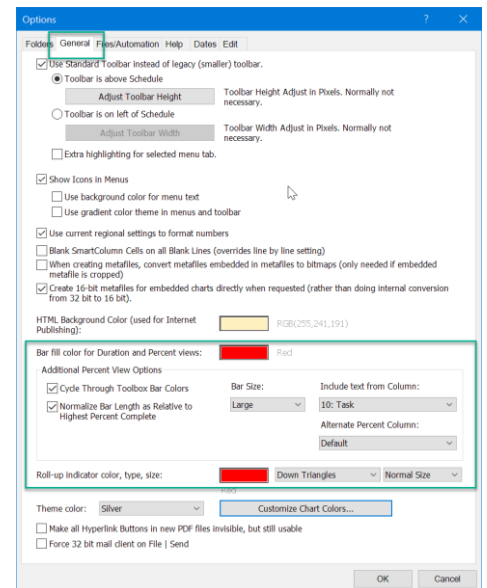 Options
Folders General Files/Automation Help Dates Edit
Use Standard Toolbar instead of legacy (smaller) toolbar.
Toolbar is above Schedule
Adjust Toolbar Height
Toolbar Height Adjust in Pixels. Normally not
necessary.
Toolbar is on left of Schedule
Adjust Toolbar Width
Toolbar Width Adjust in Pixels. Normally not
necessary.
Extra highlighting for selected menu tab.
Show Icons in Menus
Use background color for menu text
Use gradient color theme in menus and toolbar
Use current regional settings to format numbers
Blank SmartColumn Cells on all Blank Lines (overrides line by line setting)
When creating metafiles, convert metafiles embedded in metafiles to bitmaps (only needed if embedded
metafile is cropped)
Create 16-bit metafiles for embedded charts directly when requested (rather than doing internal conversion
from 32 bit to 16 bit).
HTML Background Color (used for Internet
Publishing):
RGB(255,241,191)
Bar fill color for Duration and Percent views:
Red
Additional Percent View Options
Cycle Through Toolbox Bar Colors
Bar Size:
Include text from Column:
Normalize Bar Length as Relative to
Highest Percent Complete
Large
10: Task
Alternate Percent Column:
Default
Roll-up indicator color, type, size:
Down Triangles
Normal Size
Red
Theme color:
Silver
Customize Chart Colors...
Make all Hyperlink Buttons in new PDF files invisible, but still usable
Force 32 bit mail client on File | Send
OK
Cancel